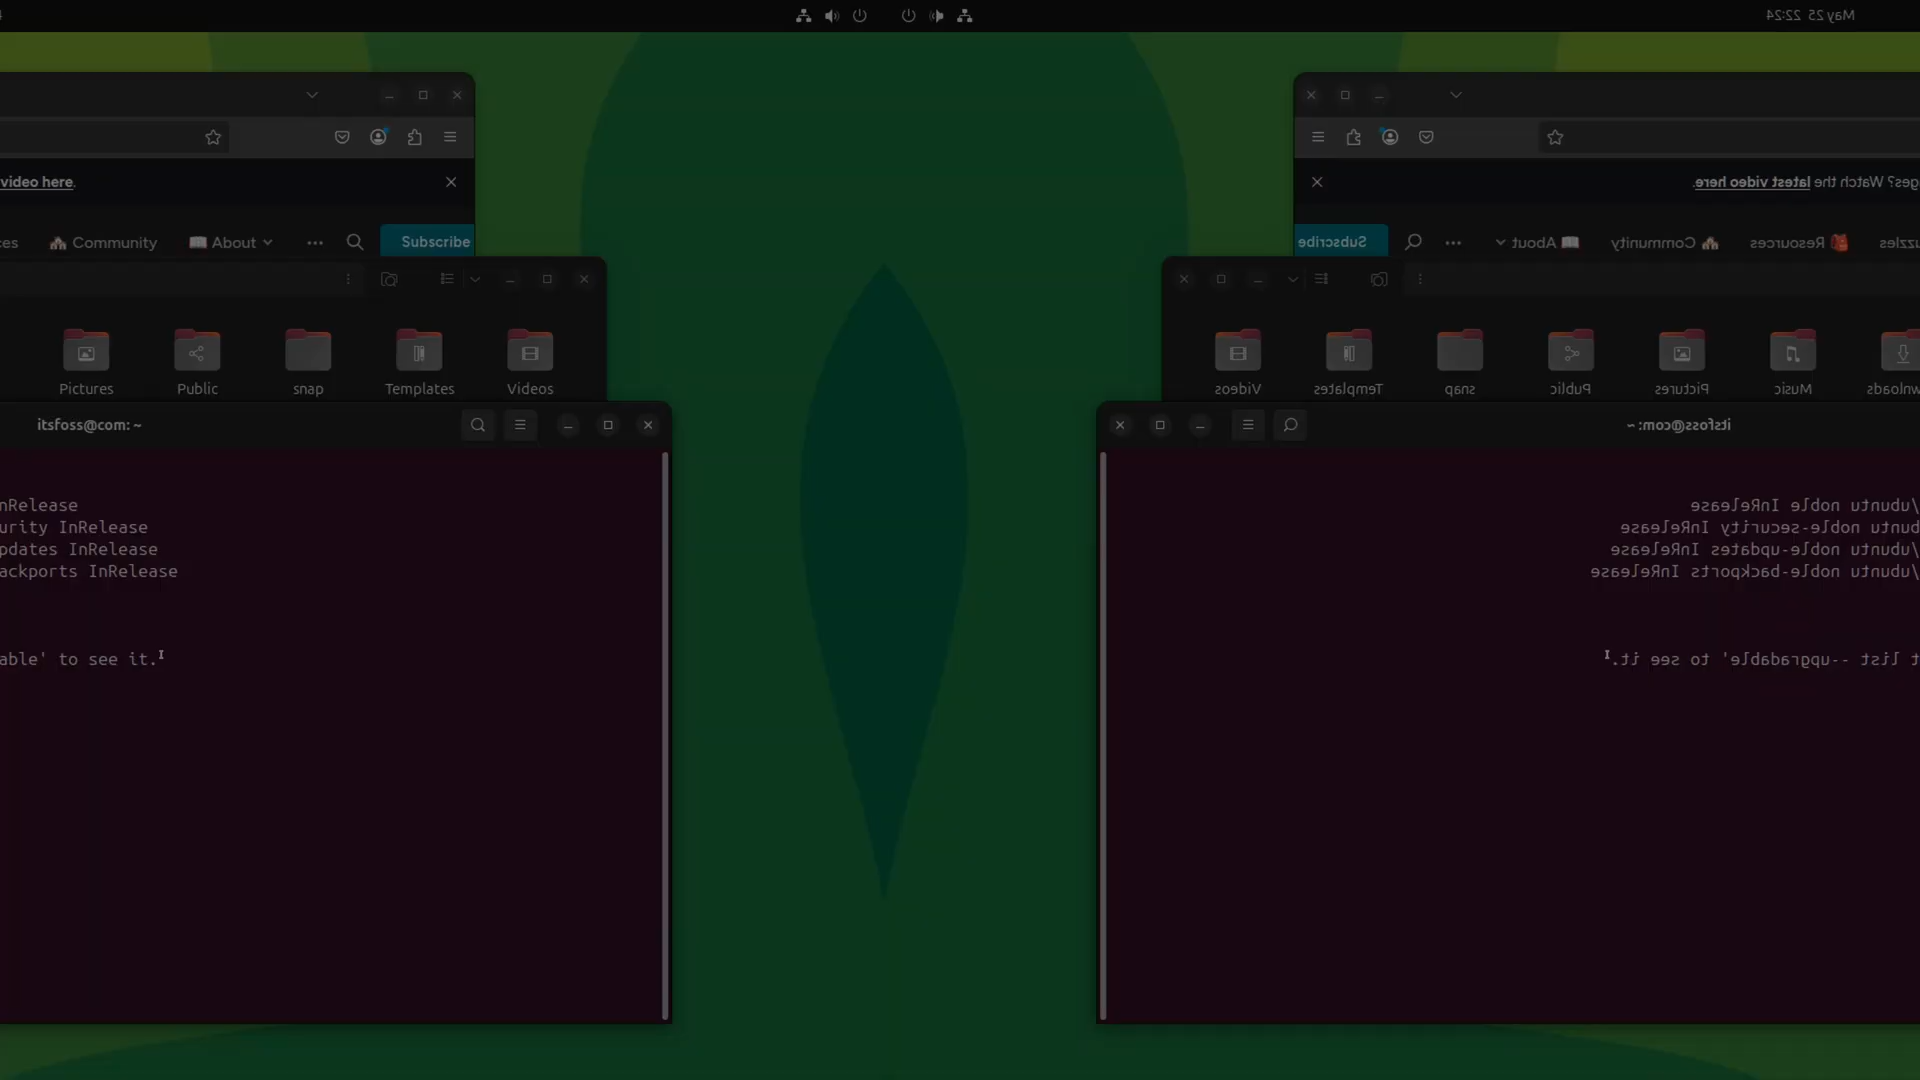 May 25 22:24
video here.
ges? Watch the latest video here.
Community
About
Subscribe
Subscribe
About
Community
Resources
Pictures
Public
snap
Templates
Videos
Videos
Templates
snap
Public
Pictures
Music
wnloads
itsfoss@com: ~
itsfoss@com: ~
nRelease
urity InRelease
pdates InRelease
ackports InRelease
able' to see it.
/ubuntu noble InRelease
buntu noble-security InRelease
/ubuntu noble-updates InRelease
/ubuntu noble-backports InRelease
t list --upgradable' to see it.